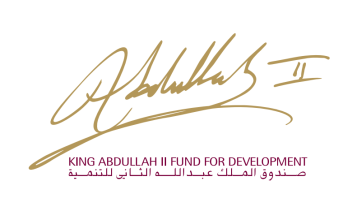 Abdullah II
KING ABDULLAH II FUND FOR DEVELOPMENT
صندوق الملك عبدالله الثاني للتنمية